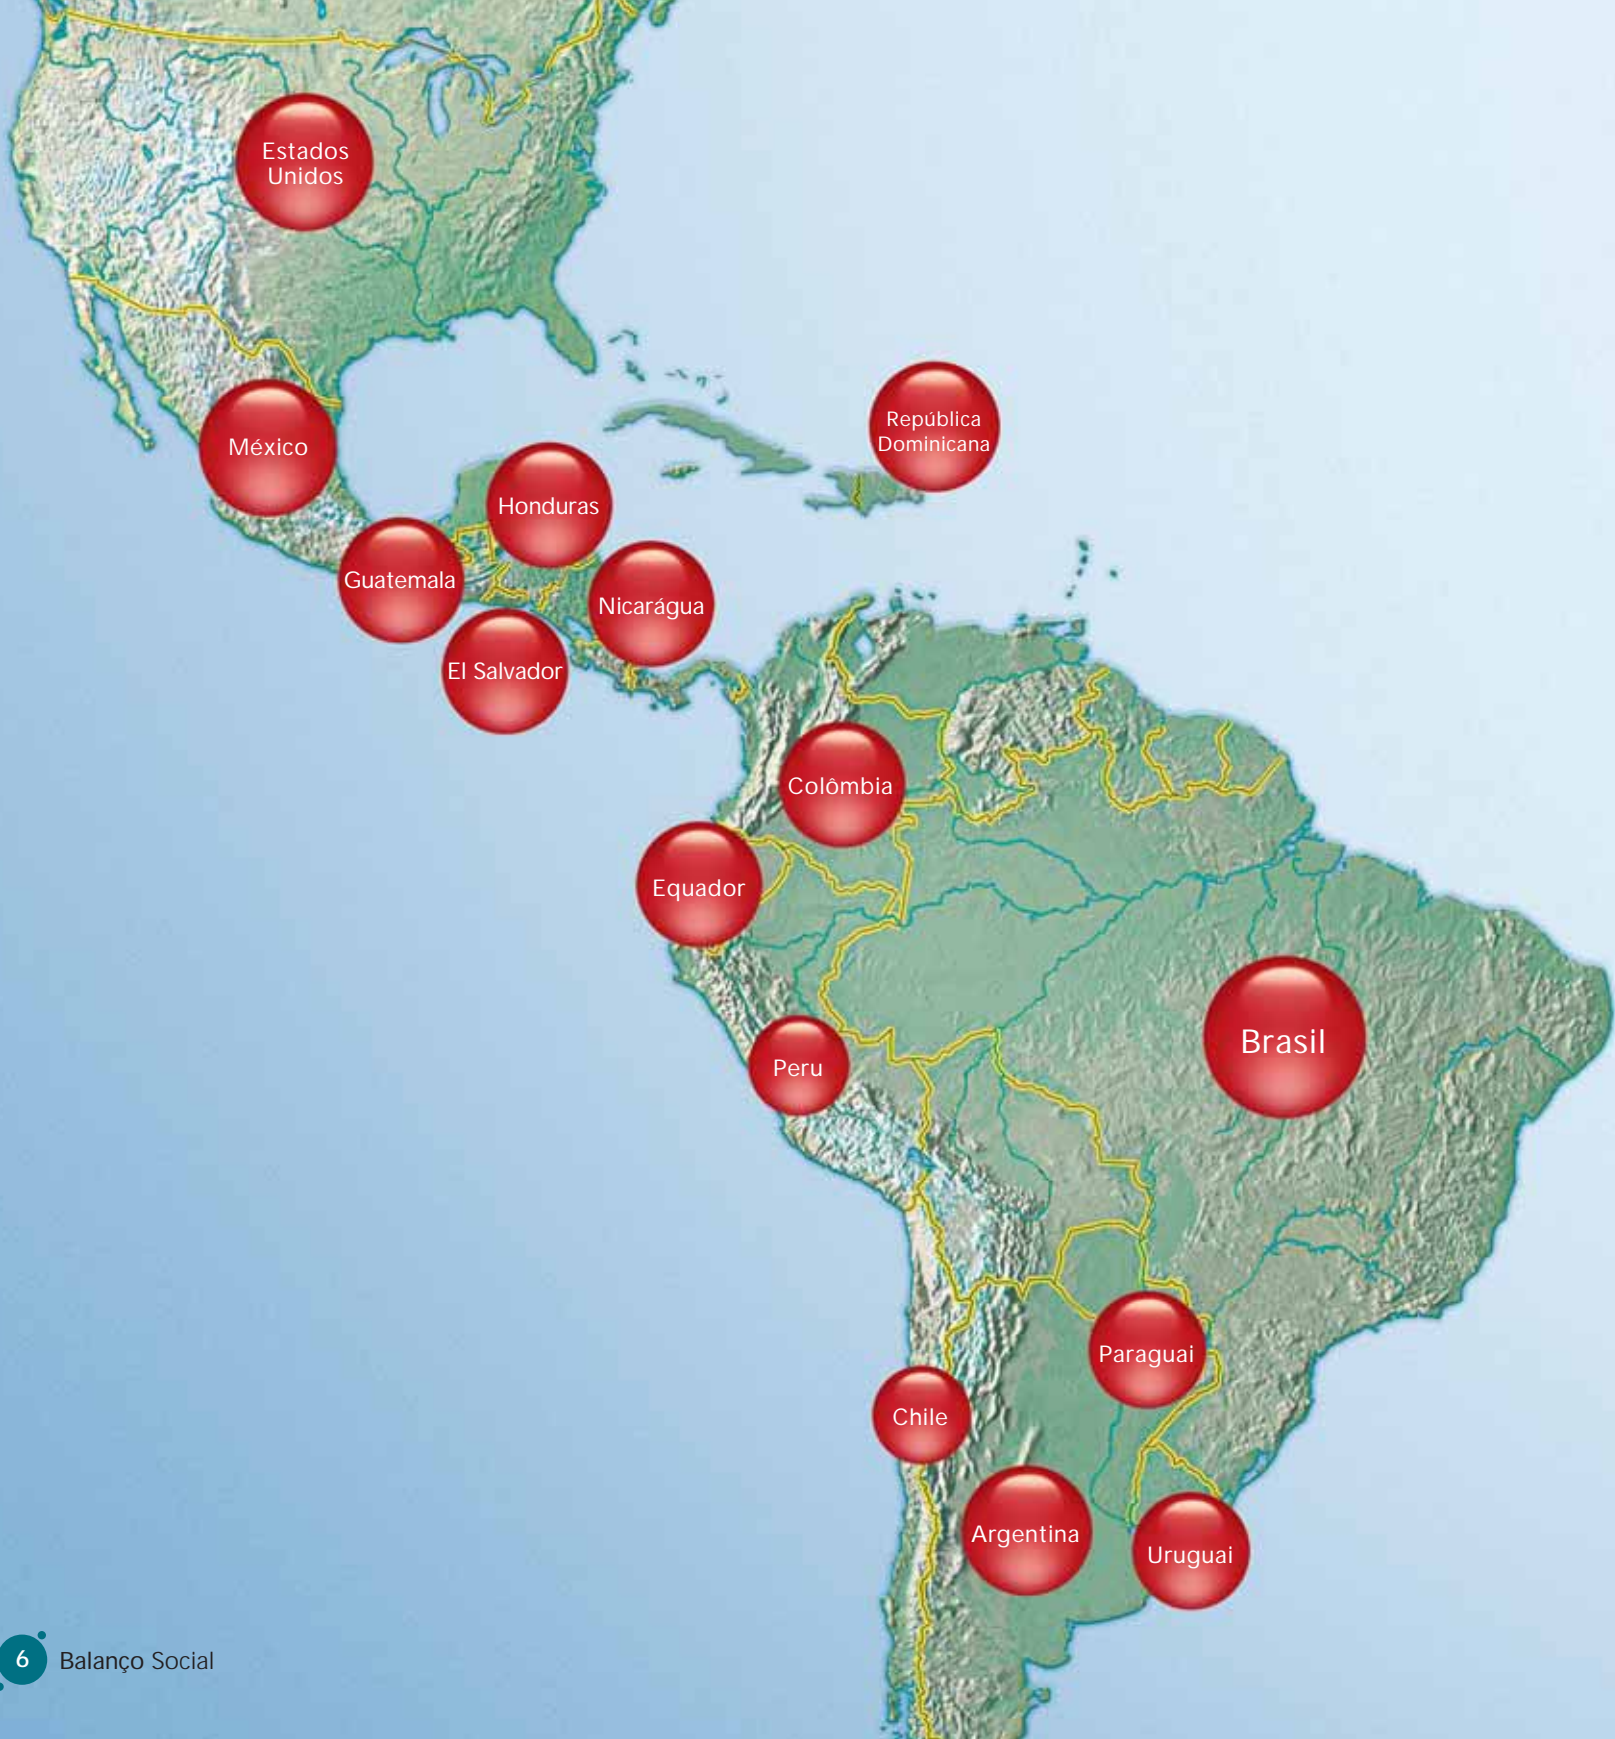 Estados
Unidos
República
Dominicana
México
Honduras
Guatemala
Nicarágua
El Salvador
Colômbia
Equador
Brasil
Peru
Paraguai
Chile
Argentina
Uruguai
6 Balanço Social